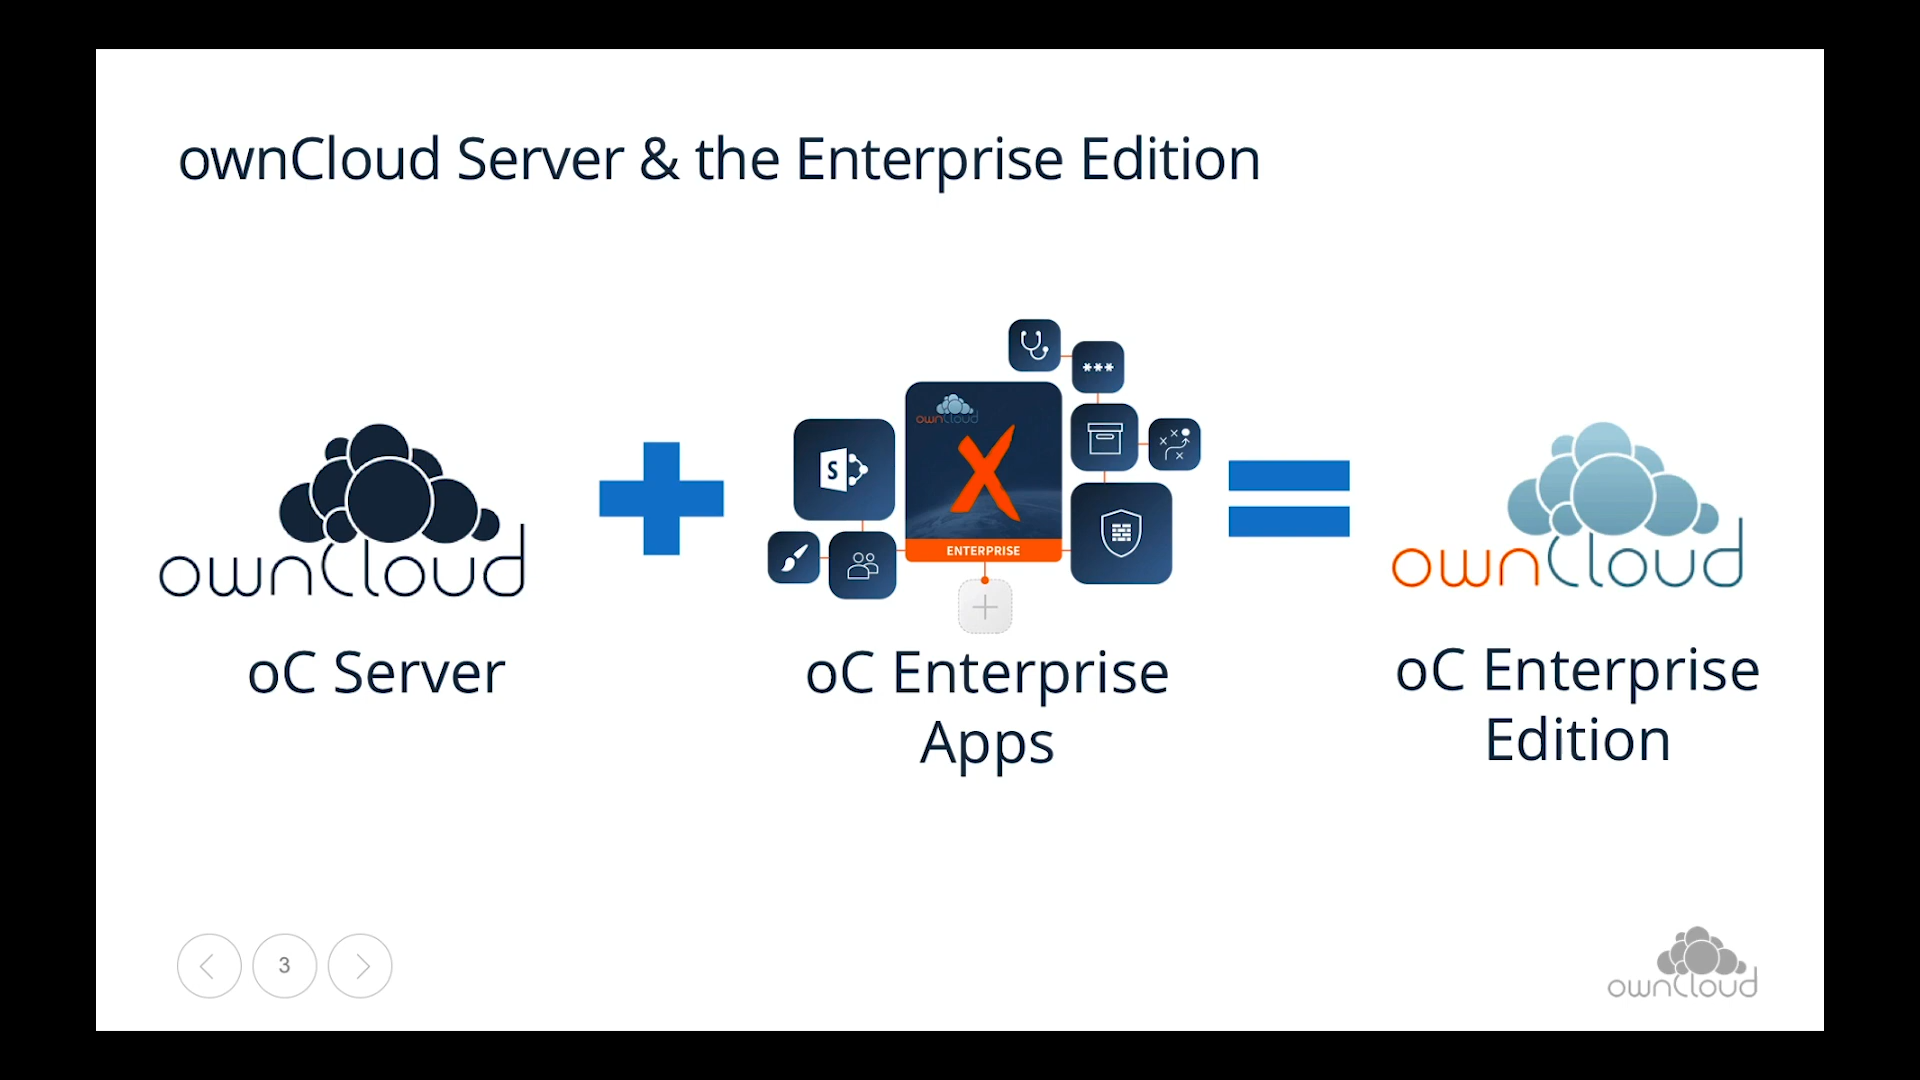 ownCloud Server & the Enterprise Edition
***
ownCloud
X
S
ENTERPRISE
ownCloud
ownCloud
oC Server
oC Enterprise
Apps
oC Enterprise
Edition
3
ownCloud